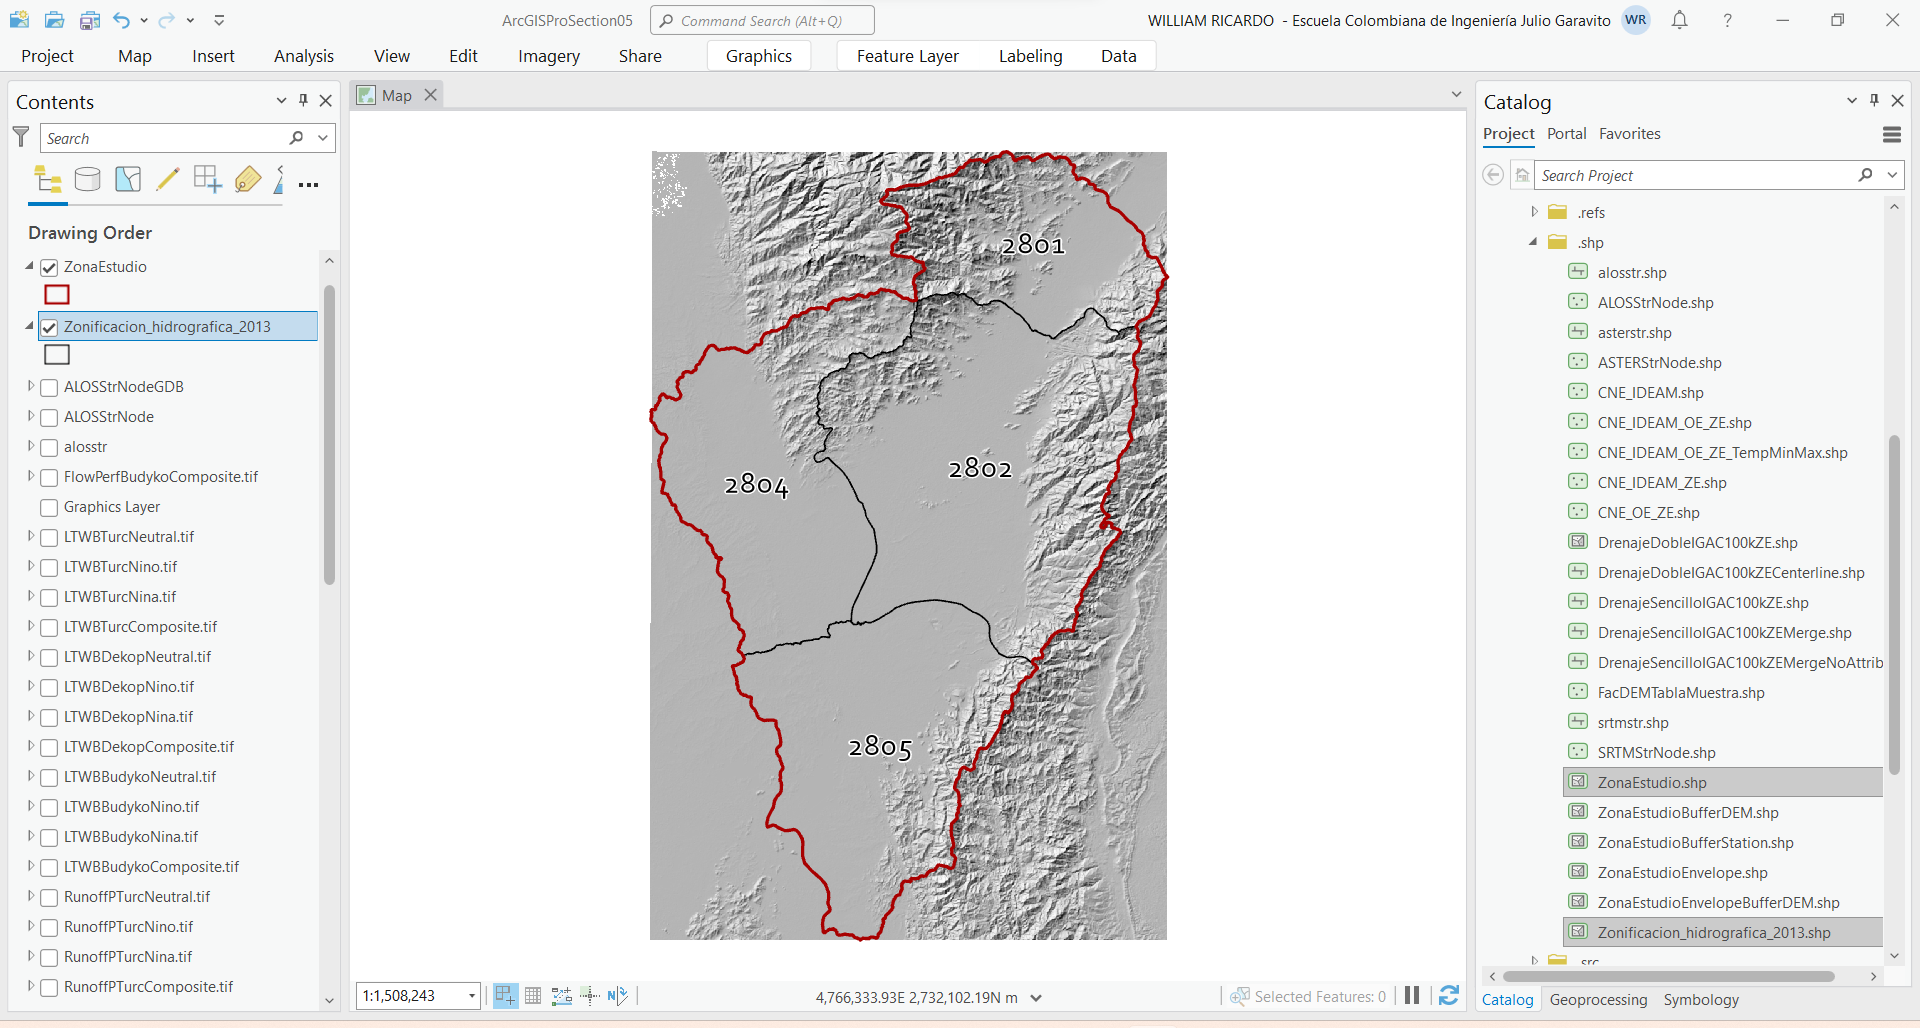 ArcGISProSection05
Command Search (Alt+Q)
WILLIAM RICARDO - Escuela Colombiana de Ingeniería Julio Garavito
WR
?
Project Map Insert Analysis View Edit Imagery Share Graphics Feature Layer Labeling Data
Contents
Search
Drawing Order
ZonaEstudio
Zonificacion_hidrografica_2013
ALOSStrNodeGDB
ALOSStrNode
alosstr
FlowPerfBudykoComposite.tif
Graphics Layer
LTWBTurcNeutral.tif
LTWBTurcNino.tif
LTWBTurcNina.tif
LTWBTurcComposite.tif
LTWBDekopNeutral.tif
LTWBDekopNino.tif
LTWBDekopNina.tif
LTWBDekopComposite.tif
LTWBBudykoNeutral.tif
LTWBBudykoNino.tif
LTWBBudykoNina.tif
LTWBBudykoComposite.tif
RunoffPTurcNeutral.tif
RunoffPTurcNino.tif
RunoffPTurcNina.tif
RunoffPTurcComposite.tif
Map
2801
2802
2804
2805
1:1,508,243
N
4,766,333.93E 2,732,102.19N m
Selected Features: 0
Catalog
Project Portal Favorites
Search Project
.refs
.shp
alosstr.shp
ALOSStrNode.shp
asterstr.shp
ASTERStrNode.shp
CNE_IDEAM.shp
CNE_IDEAM_OE_ZE.shp
CNE_IDEAM_OE_ZE_TempMinMax.shp
CNE_IDEAM_ZE.shp
CNE_OE_ZE.shp
DrenajeDobleIGAC100kZE.shp
DrenajeDobleIGAC100kZECenterline.shp
DrenajeSencilloIGAC100kZE.shp
DrenajeSencilloIGAC100kZEMerge.shp
DrenajeSencilloIGAC100kZEMergeNoAttrib
FacDEMTablaMuestra.shp
srtmstr.shp
SRTMStrNode.shp
ZonaEstudio.shp
ZonaEstudioBufferDEM.shp
ZonaEstudioBufferStation.shp
ZonaEstudioEnvelope.shp
ZonaEstudioEnvelopeBufferDEM.shp
Zonificacion_hidrografica_2013.shp
.src
Catalog Geoprocessing Symbology